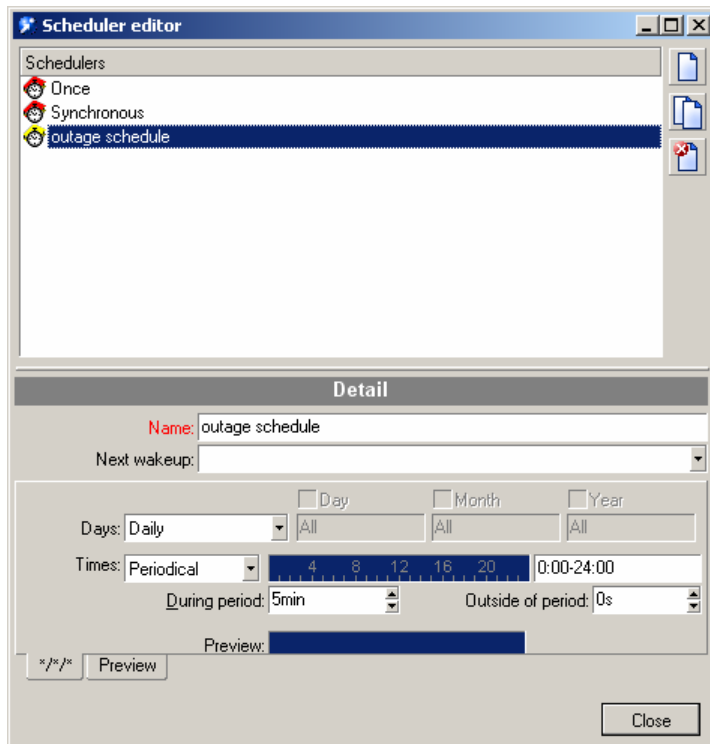 Scheduler editor
Schedulers
Once
Synchronous
outage schedule
Detail
Name: outage schedule
Next wakeup:
Day Month Year
Days: Daily All All All
Times: Periodical 4 8 12 16 20 0:00-24:00
During period: 5min Outside of period: 0s
Preview:
*/*/* Preview
Close